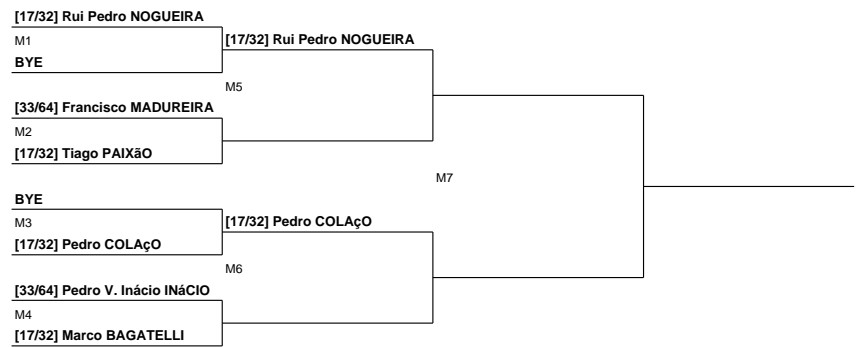 [17/32] Rui Pedro NOGUEIRA
M1
[17/32] Rui Pedro NOGUEIRA
BYE
M5
[33/64] Francisco MADUREIRA
M2
[17/32] Tiago PAIXãO
M7
BYE
M3
[17/32] Pedro COLAçO
[17/32] Pedro COLAçO
M6
[33/64] Pedro V. Inácio INáCIO
M4
[17/32] Marco BAGATELLI